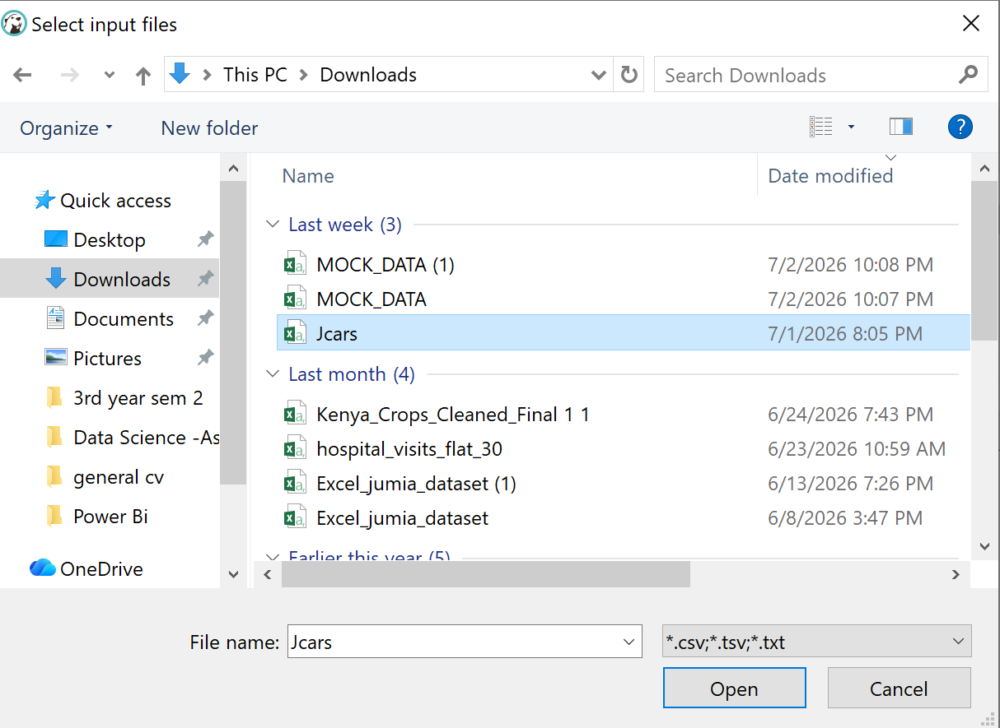 Select input files
This PC Downloads
Search Downloads
Organize
New folder
?
Name
Date modified
Quick access
Desktop
Downloads
Documents
Pictures
3rd year sem 2
Data Science -As
general cv
Power Bi
OneDrive
Last week (3)
MOCK_DATA (1) 7/2/2026 10:08 PM
MOCK_DATA 7/2/2026 10:07 PM
Jcars 7/1/2026 8:05 PM
Last month (4)
Kenya_Crops_Cleaned_Final 1 1 6/24/2026 7:43 PM
hospital_visits_flat_30 6/23/2026 10:59 AM
Excel_jumia_dataset (1) 6/13/2026 7:26 PM
Excel_jumia_dataset 6/8/2026 3:47 PM
Earlier this year (5)
File name: Jcars
*.csv;*.tsv;*.txt
Open
Cancel